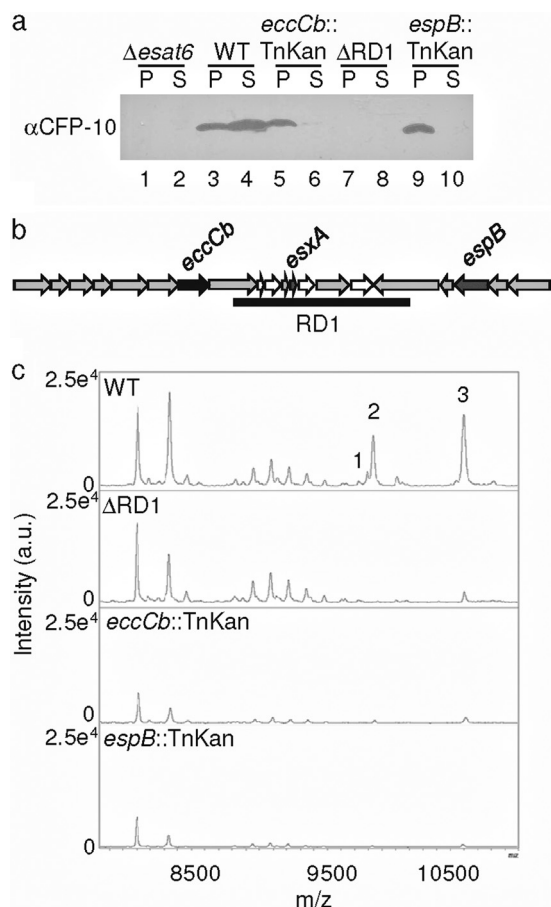 a
Δesat6 WT eccCb::TnKan ΔRD1 espB::TnKan
P S P S P S P S P S
αCFP-10
1 2 3 4 5 6 7 8 9 10
b
eccCb esxA espB
RD1
c
2.5e4 WT
1 2 3
0
2.5e4 ΔRD1
0
2.5e4 eccCb::TnKan
0
2.5e4 espB::TnKan
0
Intensity (a.u.)
8500 9500 10500
m/z